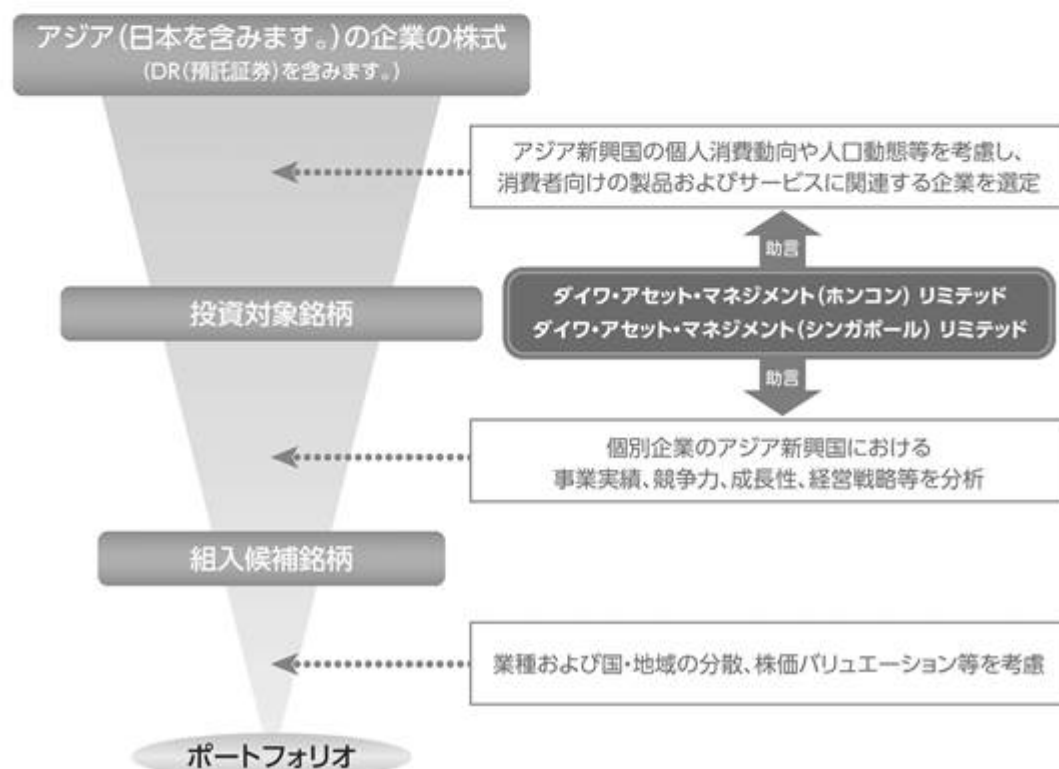 アジア(日本を含みます。)の企業の株式
(DR(預託証券)を含みます。)
アジア新興国の個人消費動向や人口動態等を考慮し、
消費者向けの製品およびサービスに関連する企業を選定
助言
投資対象銘柄
ダイワ・アセット・マネジメント(ホンコン) リミテッド
ダイワ・アセット・マネジメント(シンガポール) リミテッド
助言
個別企業のアジア新興国における
事業実績、競争力、成長性、経営戦略等を分析
組入候補銘柄
業種および国・地域の分散、株価バリュエーション等を考慮
ポートフォリオ